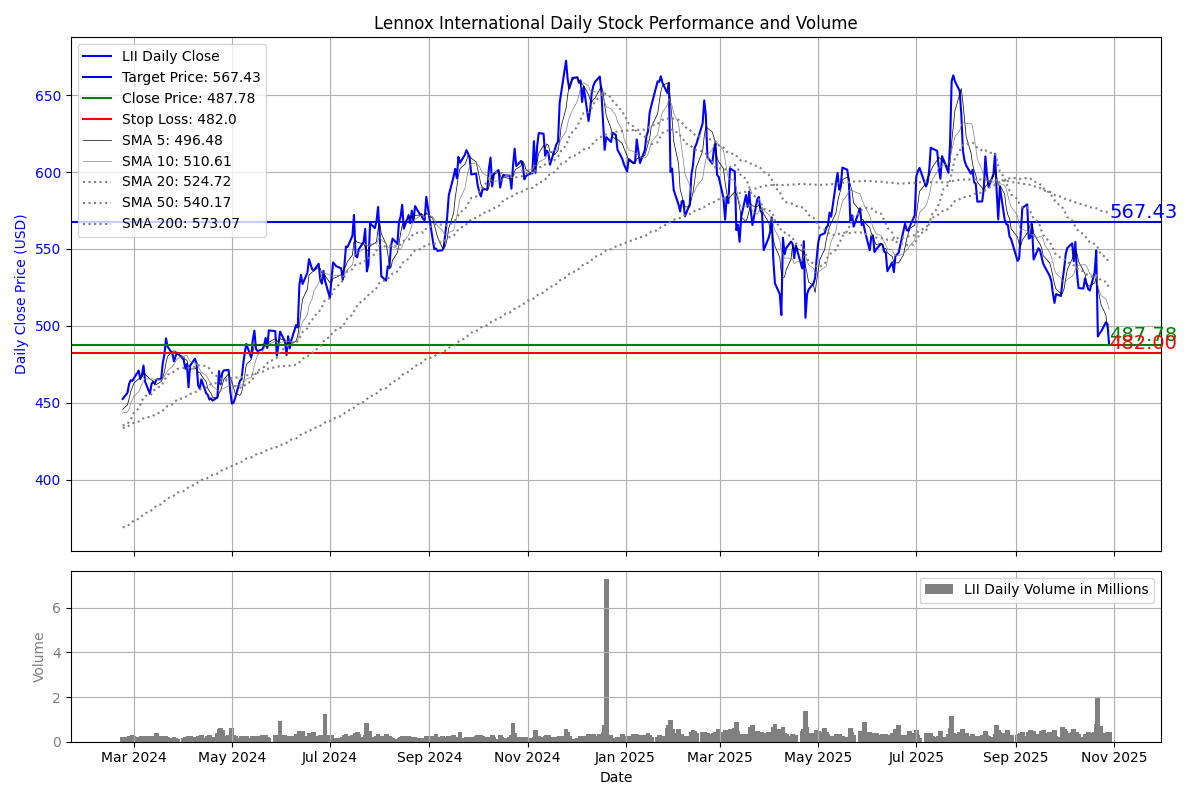 Lennox International Daily Stock Performance and Volume
LII Daily Close
Target Price: 567.43
Close Price: 487.78
Stop Loss: 482.0
SMA 5: 496.48
SMA 10: 510.61
SMA 20: 524.72
SMA 50: 540.17
SMA 200: 573.07
Daily Close Price (USD)
650
600
550
500
450
400
567.43
487.78
482.00
LII Daily Volume in Millions
Volume
6
4
2
0
Mar 2024 May 2024 Jul 2024 Sep 2024 Nov 2024 Jan 2025 Mar 2025 May 2025 Jul 2025 Sep 2025 Nov 2025
Date